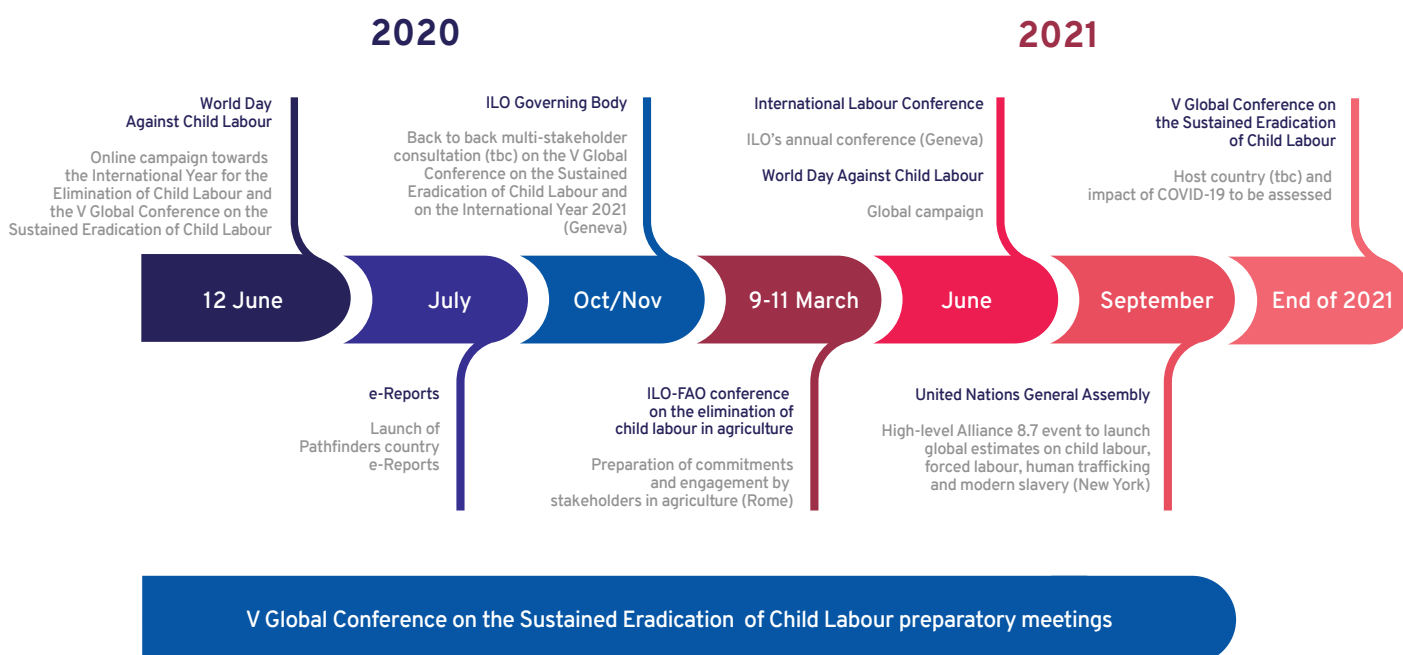 2020
2021
World Day
Against Child Labour
Online campaign towards
the International Year for the
Elimination of Child Labour and
the V Global Conference on the
Sustained Eradication of Child Labour
ILO Governing Body
Back to back multi-stakeholder
consultation (tbc) on the V Global
Conference on the Sustained
Eradication of Child Labour and
on the International Year 2021
(Geneva)
International Labour Conference
ILO's annual conference (Geneva)
World Day Against Child Labour
Global campaign
V Global Conference on
the Sustained Eradication
of Child Labour
Host country (tbc) and
impact of COVID-19 to be assessed
12 June
July
Oct/Nov
9-11 March
June
September
End of 2021
e-Reports
Launch of
Pathfinders country
e-Reports
ILO-FAO conference
on the elimination of
child labour in agriculture
Preparation of commitments
and engagement by
stakeholders in agriculture (Rome)
United Nations General Assembly
High-level Alliance 8.7 event to launch
global estimates on child labour,
forced labour, human trafficking
and modern slavery (New York)
V Global Conference on the Sustained Eradication of Child Labour preparatory meetings